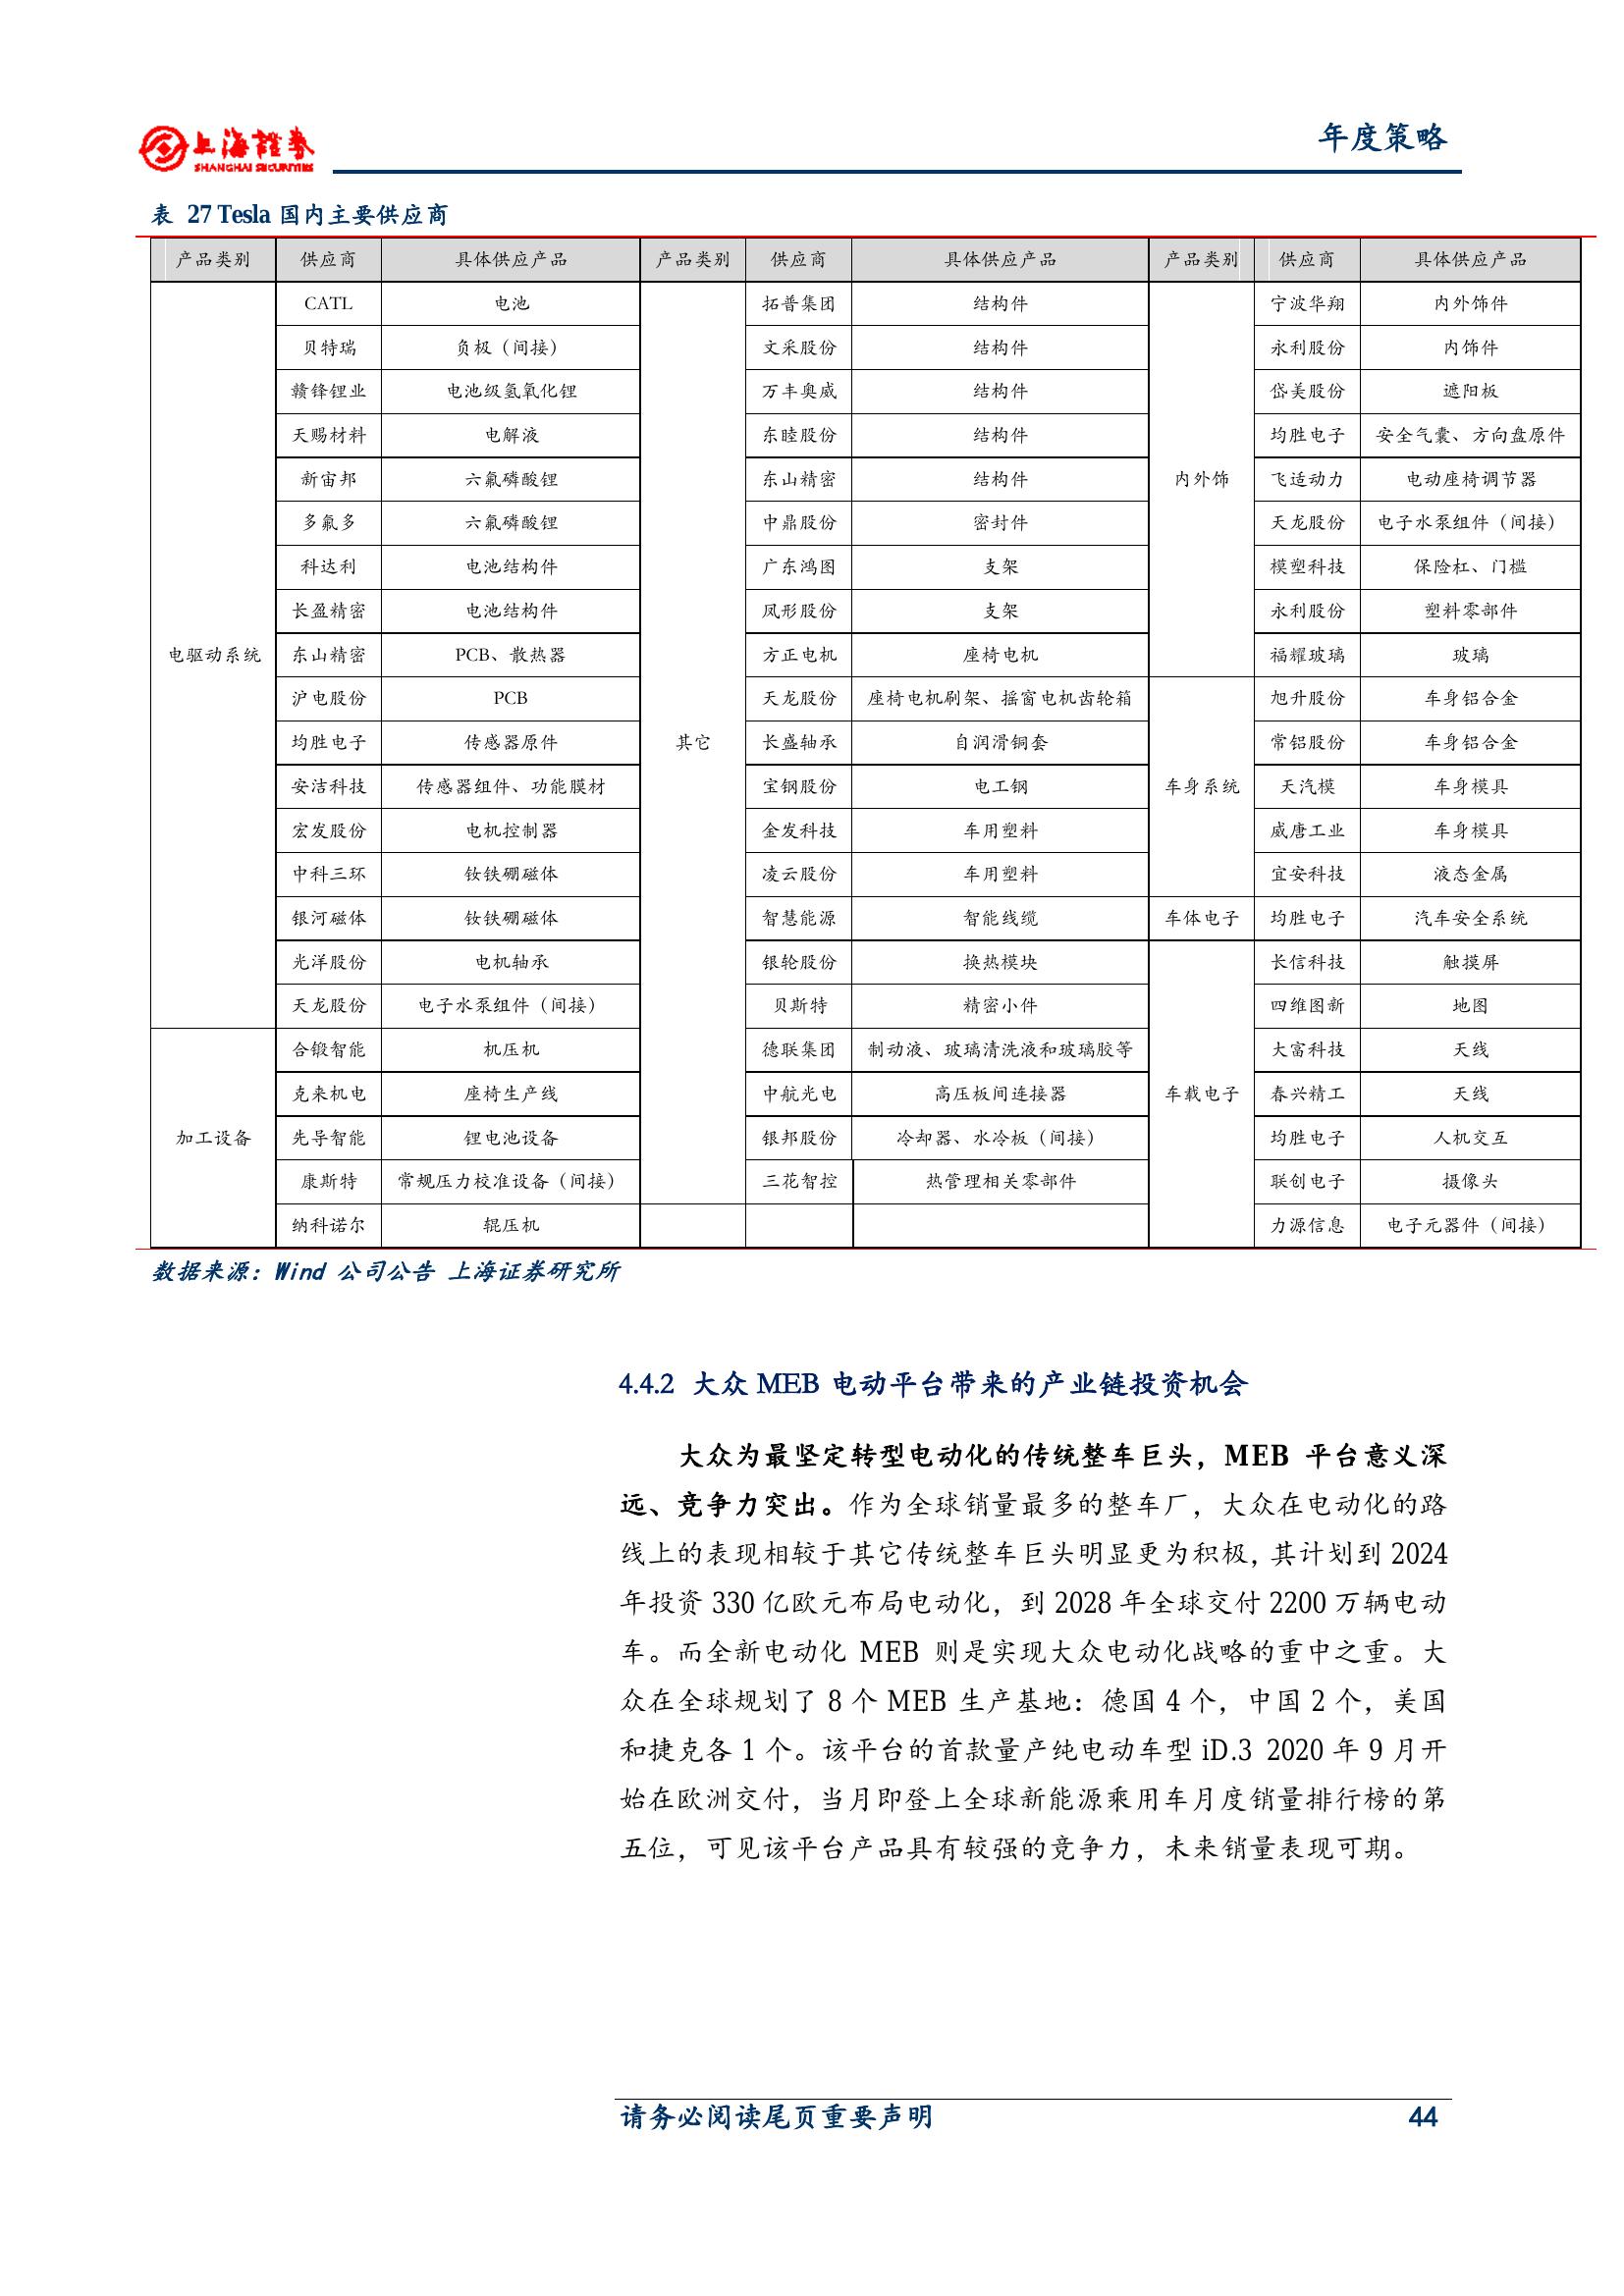 上海證券
SHANGHAI SECURITIES
年度策略
表 27 Tesla 国内主要供应商
产品类别 供应商 具体供应产品 产品类别 供应商 具体供应产品 产品类别 供应商 具体供应产品
CATL 电池 拓普集团 结构件 宁波华翔 内外饰件
贝特瑞 负极（间接） 文采股份 结构件 永利股份 内饰件
赣锋锂业 电池级氢氧化锂 万丰奥威 结构件 岱美股份 遮阳板
天赐材料 电解液 东睦股份 结构件 均胜电子 安全气囊、方向盘原件
新宙邦 六氟磷酸锂 东山精密 结构件 内外饰 飞适动力 电动座椅调节器
多氟多 六氟磷酸锂 中鼎股份 密封件 天龙股份 电子水泵组件（间接）
科达利 电池结构件 广东鸿图 支架 模塑科技 保险杠、门槛
长盈精密 电池结构件 凤形股份 支架 永利股份 塑料零部件
电驱动系统 东山精密 PCB、散热器 方正电机 座椅电机 福耀玻璃 玻璃
沪电股份 PCB 天龙股份 座椅电机刷架、摇窗电机齿轮箱 旭升股份 车身铝合金
均胜电子 传感器原件 其它 长盛轴承 自润滑铜套 常铝股份 车身铝合金
安洁科技 传感器组件、功能膜材 宝钢股份 电工钢 车身系统 天汽模 车身模具
宏发股份 电机控制器 金发科技 车用塑料 威唐工业 车身模具
中科三环 钕铁硼磁体 凌云股份 车用塑料 宜安科技 液态金属
银河磁体 钕铁硼磁体 智慧能源 智能线缆 车体电子 均胜电子 汽车安全系统
光洋股份 电机轴承 银轮股份 换热模块 长信科技 触摸屏
天龙股份 电子水泵组件（间接） 贝斯特 精密小件 四维图新 地图
合锻智能 机压机 德联集团 制动液、玻璃清洗液和玻璃胶等 大富科技 天线
克来机电 座椅生产线 中航光电 高压板间连接器 车载电子 春兴精工 天线
加工设备 先导智能 锂电池设备 银邦股份 冷却器、水冷板（间接） 均胜电子 人机交互
康斯特 常规压力校准设备（间接） 三花智控 热管理相关零部件 联创电子 摄像头
纳科诺尔 辊压机 力源信息 电子元器件（间接）
数据来源：Wind 公司公告 上海证券研究所
4.4.2 大众 MEB 电动平台带来的产业链投资机会
大众为最坚定转型电动化的传统整车巨头，MEB 平台意义深
远、竞争力突出。作为全球销量最多的整车厂，大众在电动化的路
线上的表现相较于其它传统整车巨头明显更为积极，其计划到 2024
年投资 330 亿欧元布局电动化，到 2028 年全球交付 2200 万辆电动
车。而全新电动化 MEB 则是实现大众电动化战略的重中之重。大
众在全球规划了 8 个 MEB 生产基地：德国 4 个，中国 2 个，美国
和捷克各 1 个。该平台的首款量产纯电动车型 iD.3 2020 年 9 月开
始在欧洲交付，当月即登上全球新能源乘用车月度销量排行榜的第
五位，可见该平台产品具有较强的竞争力，未来销量表现可期。
请务必阅读尾页重要声明 44